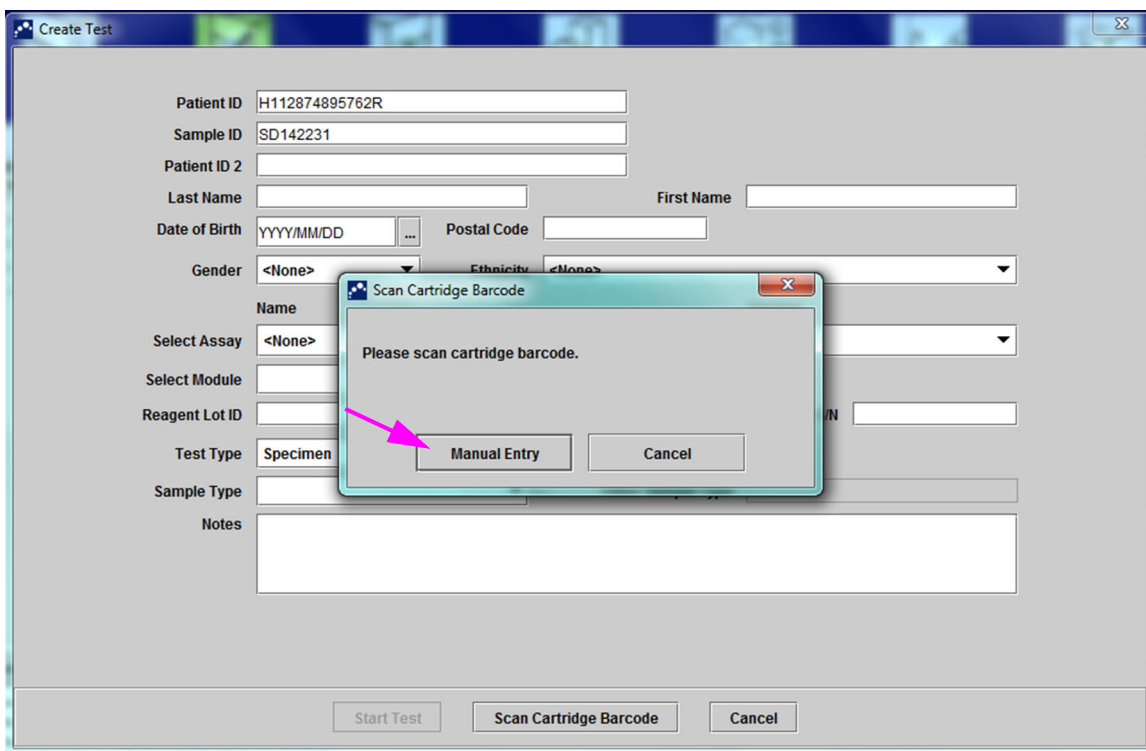 Create Test
Patient ID H112874895762R
Sample ID SD142231
Patient ID 2
Last Name First Name
Date of Birth YYYY/MM/DD ... Postal Code
Gender <None> Ethnicity <None>
Scan Cartridge Barcode
Name
Select Assay <None>
Please scan cartridge barcode.
Select Module
Reagent Lot ID /N
Test Type Specimen
Manual Entry Cancel
Sample Type
Notes
Start Test Scan Cartridge Barcode Cancel